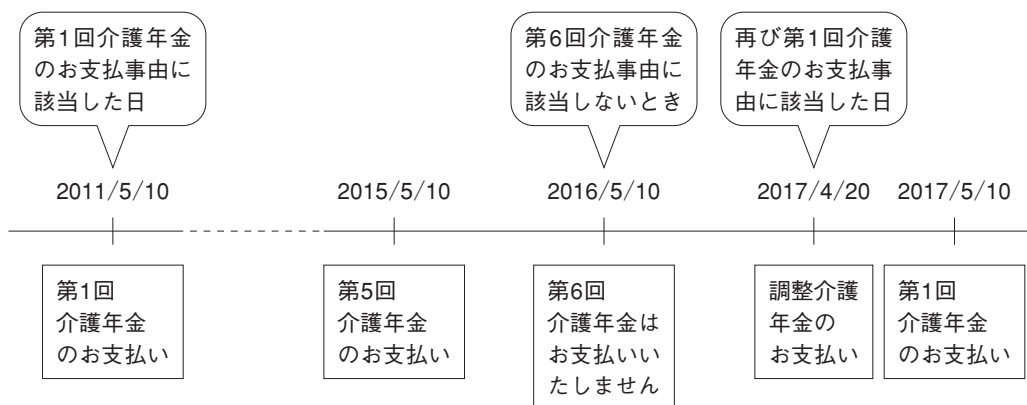 第1回介護年金
のお支払事由に
該当した日
第6回介護年金
のお支払事由に
該当しないとき
再び第1回介護
年金のお支払事
由に該当した日
2011/5/10
2015/5/10
2016/5/10
2017/4/20
2017/5/10
第1回
介護年金
のお支払い
第5回
介護年金
のお支払い
第6回
介護年金は
お支払いい
たしません
調整介護
年金の
お支払い
第1回
介護年金
のお支払い